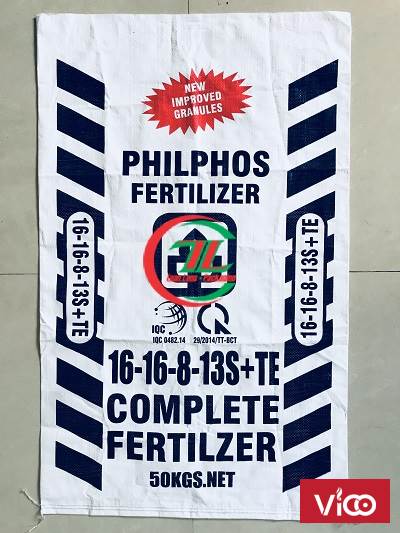 NEW
IMPROVED
GRANULES
PHILPHOS
FERTILIZER
16-16-8-13S+TE
16-16-8-13S+TE
IQC
IQC 0482.14
29/2014/TT-BCT
16-16-8-13S+TE
COMPLETE
FERTILZER
50KGS.NET
VICO